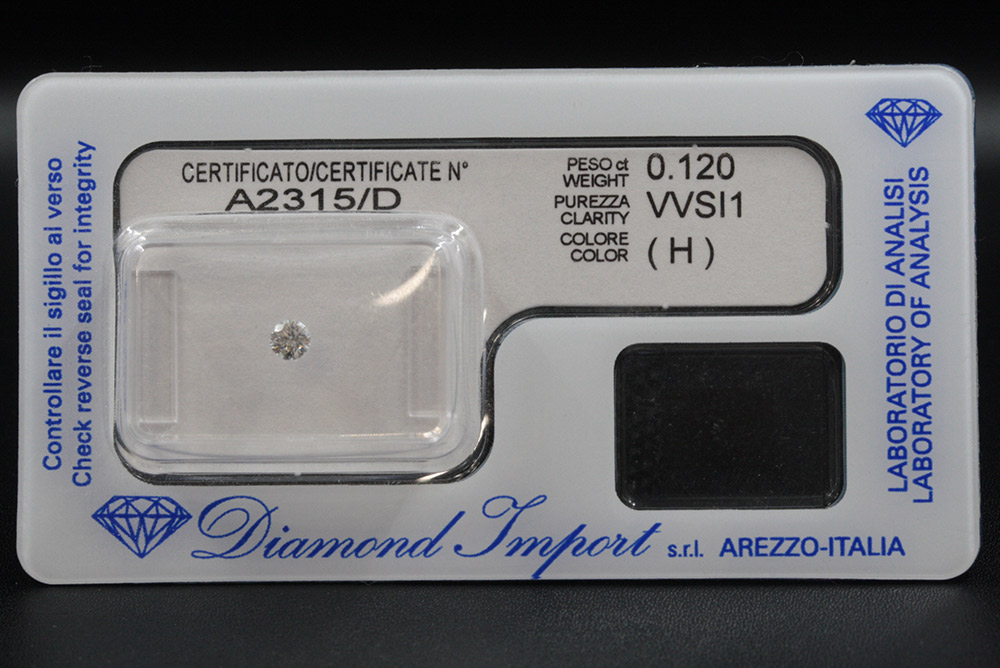 Controllare il sigillo al verso
Check reverse seal for integrity
CERTIFICATO/CERTIFICATE N°
A2315/D
PESO ct
WEIGHT
0.120
PUREZZA
CLARITY
VVSI1
COLORE
COLOR
( H )
LABORATORIO DI ANALISI
LABORATORY OF ANALYSIS
Diamond Import s.r.l. AREZZO-ITALIA